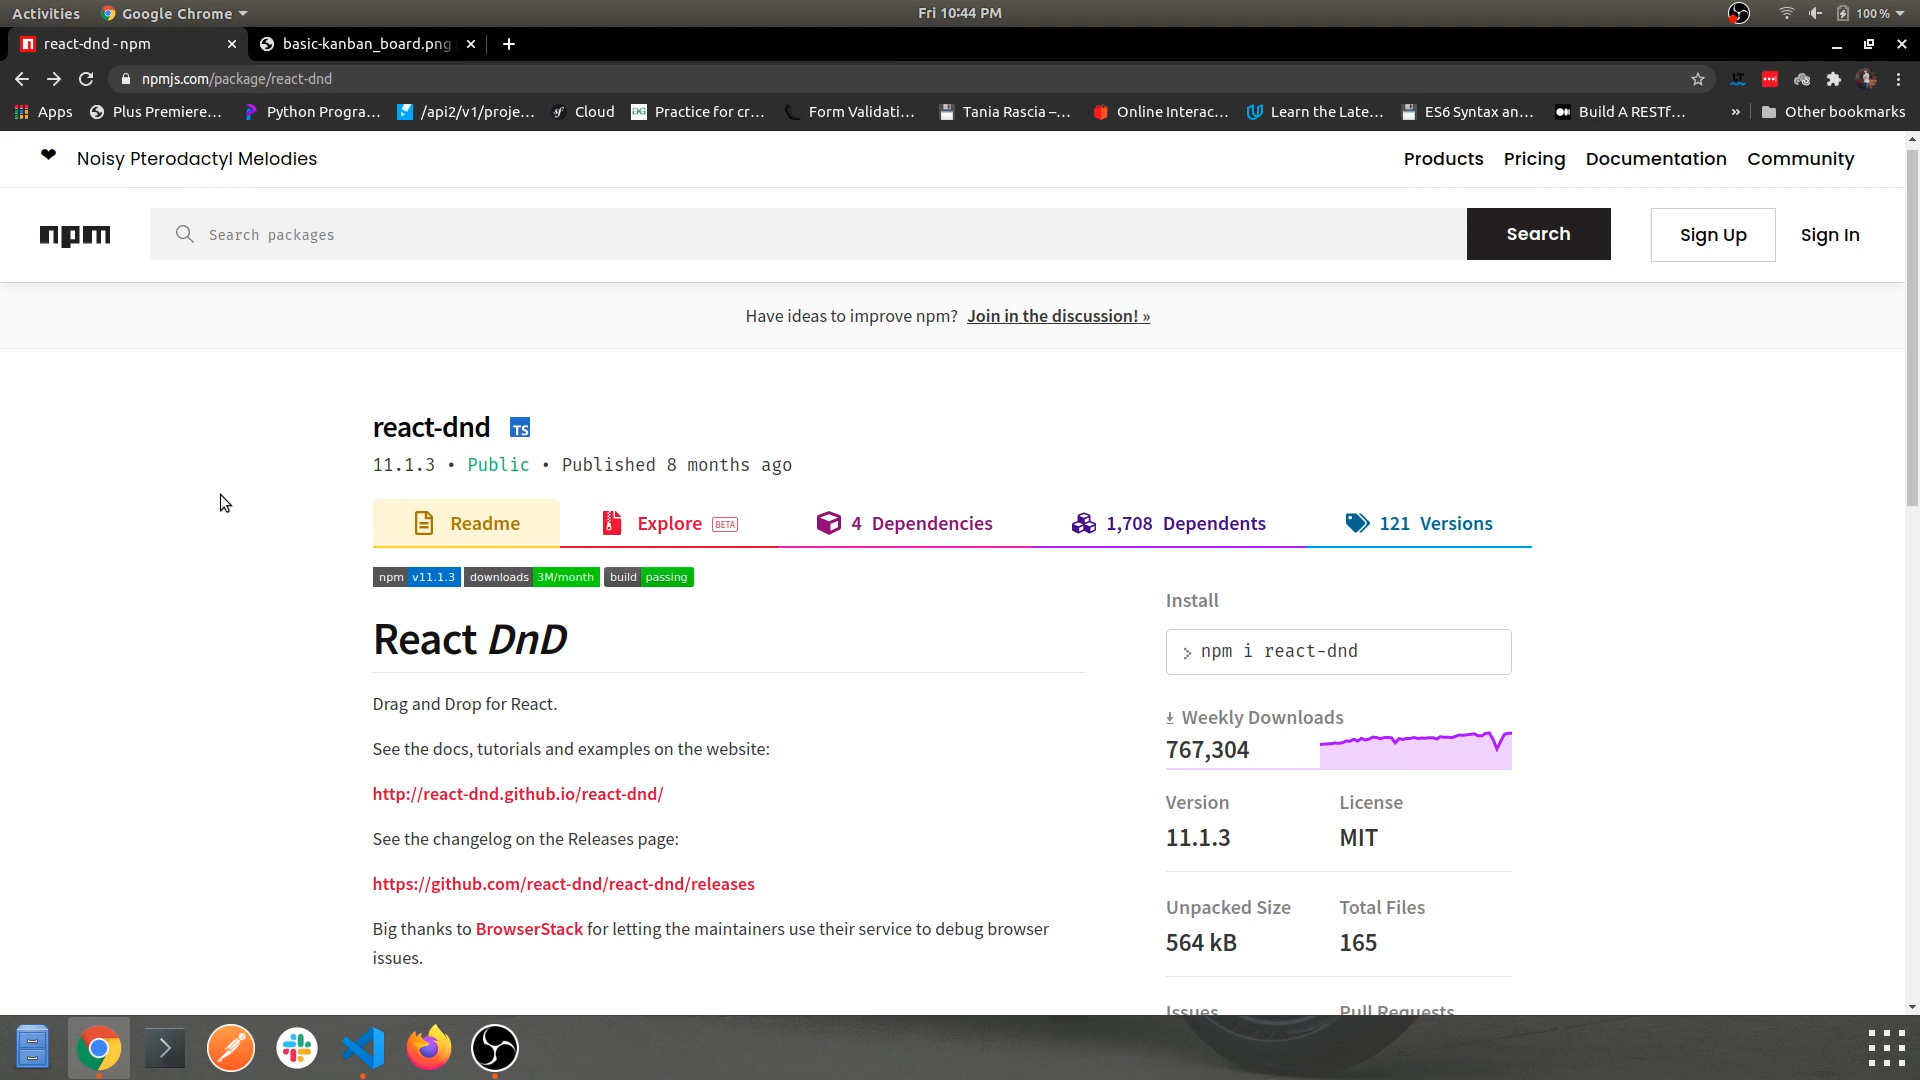 Activities Google Chrome Fri 10:44 PM 100 %
react-dnd - npm basic-kanban_board.png
npmjs.com/package/react-dnd
Apps Plus Premiere... Python Progra... /api2/v1/proje... Cloud Practice for cr... Form Validati... Tania Rascia –... Online Interac... Learn the Late... ES6 Syntax an... Build A RESTf... » Other bookmarks
❤ Noisy Pterodactyl Melodies Products Pricing Documentation Community
npm Search packages Search Sign Up Sign In
Have ideas to improve npm? Join in the discussion! »
react-dnd TS
11.1.3 • Public • Published 8 months ago
Readme Explore BETA 4 Dependencies 1,708 Dependents 121 Versions
npm v11.1.3 downloads 3M/month build passing
React DnD
Drag and Drop for React.
See the docs, tutorials and examples on the website:
http://react-dnd.github.io/react-dnd/
See the changelog on the Releases page:
https://github.com/react-dnd/react-dnd/releases
Big thanks to BrowserStack for letting the maintainers use their service to debug browser
issues.
Install
npm i react-dnd
Weekly Downloads
767,304
Version License
11.1.3 MIT
Unpacked Size Total Files
564 kB 165
Issues Pull Requests